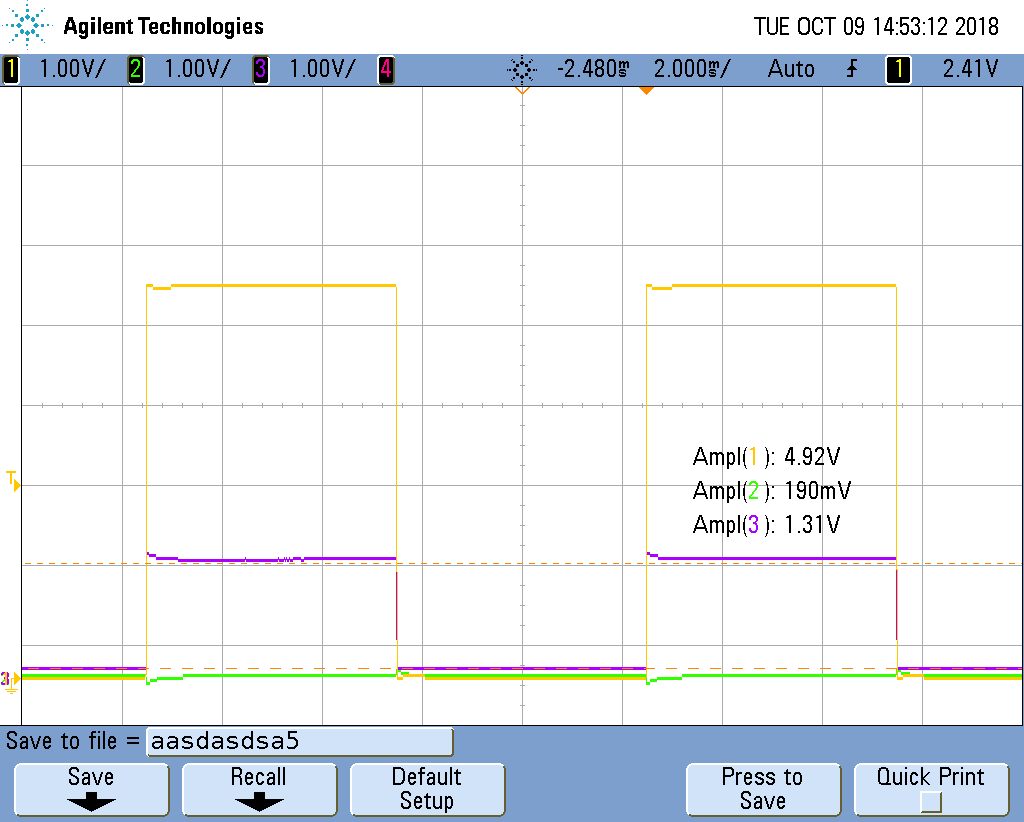 Agilent Technologies TUE OCT 09 14:53:12 2018
1 1.00V/ 2 1.00V/ 3 1.00V/ 4 -2.480ms 2.000ms/ Auto 1 2.41V
T
Ampl(1): 4.92V
Ampl(2): 190mV
Ampl(3): 1.31V
Save to file = aasdasdsa5
Save Recall Default Setup Press to Save Quick Print